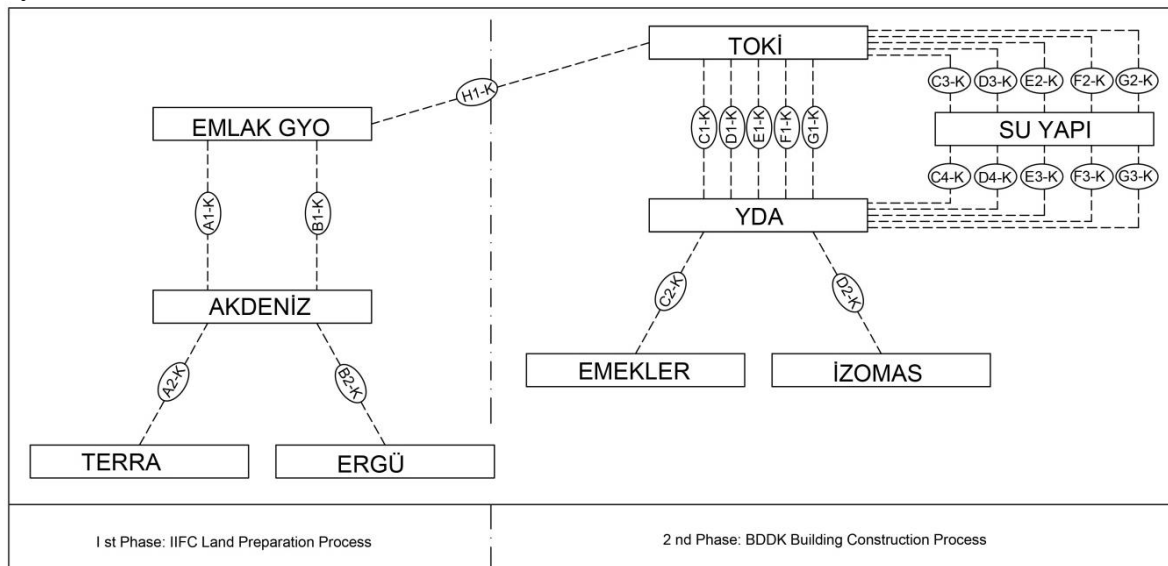 TOKİ
C3-K D3-K E2-K F2-K G2-K
H1-K
EMLAK GYO
C1-K D1-K E1-K F1-K G1-K
SU YAPI
C4-K D4-K E3-K F3-K G3-K
A1-K B1-K
YDA
C2-K D2-K
AKDENİZ
EMEKLER İZOMAS
A2-K B2-K
TERRA ERGÜ
I st Phase: IIFC Land Preparation Process
2 nd Phase: BDDK Building Construction Process